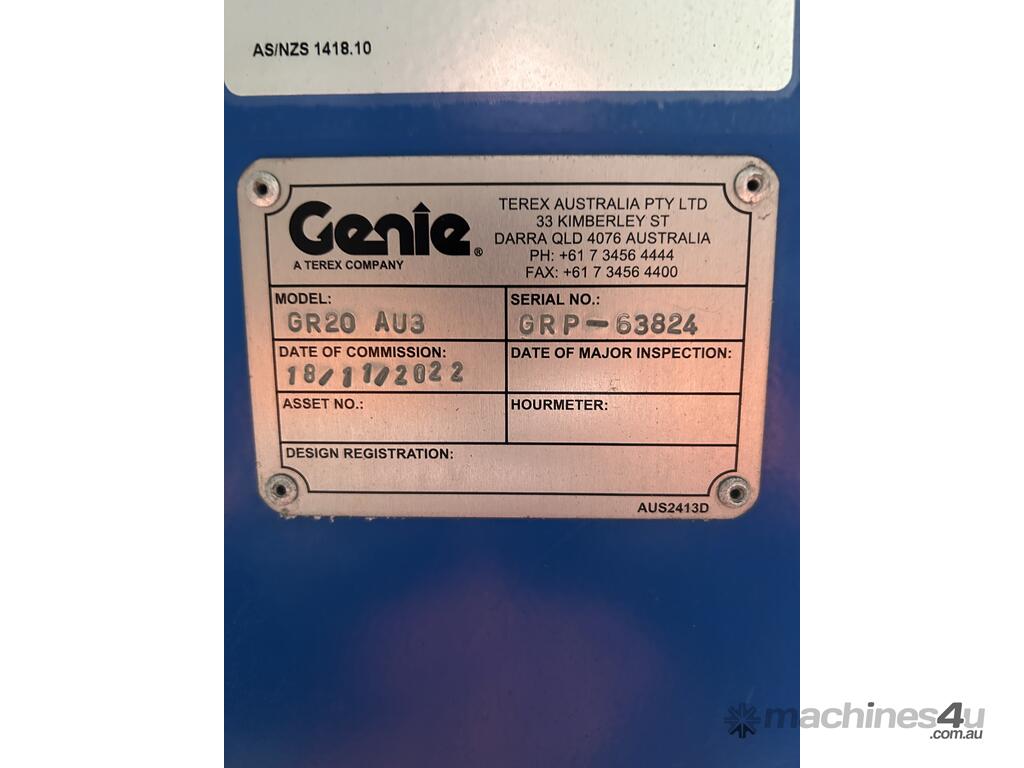 AS/NZS 1418.10
Genie®
A TEREX COMPANY
TEREX AUSTRALIA PTY LTD
33 KIMBERLEY ST
DARRA QLD 4076 AUSTRALIA
PH: +61 7 3456 4444
FAX: +61 7 3456 4400
MODEL:
GR20 AU3
SERIAL NO.:
GRP-63824
DATE OF COMMISSION:
18/11/2022
DATE OF MAJOR INSPECTION:
ASSET NO.:
HOURMETER:
DESIGN REGISTRATION:
AUS2413D
machines4u
.com.au